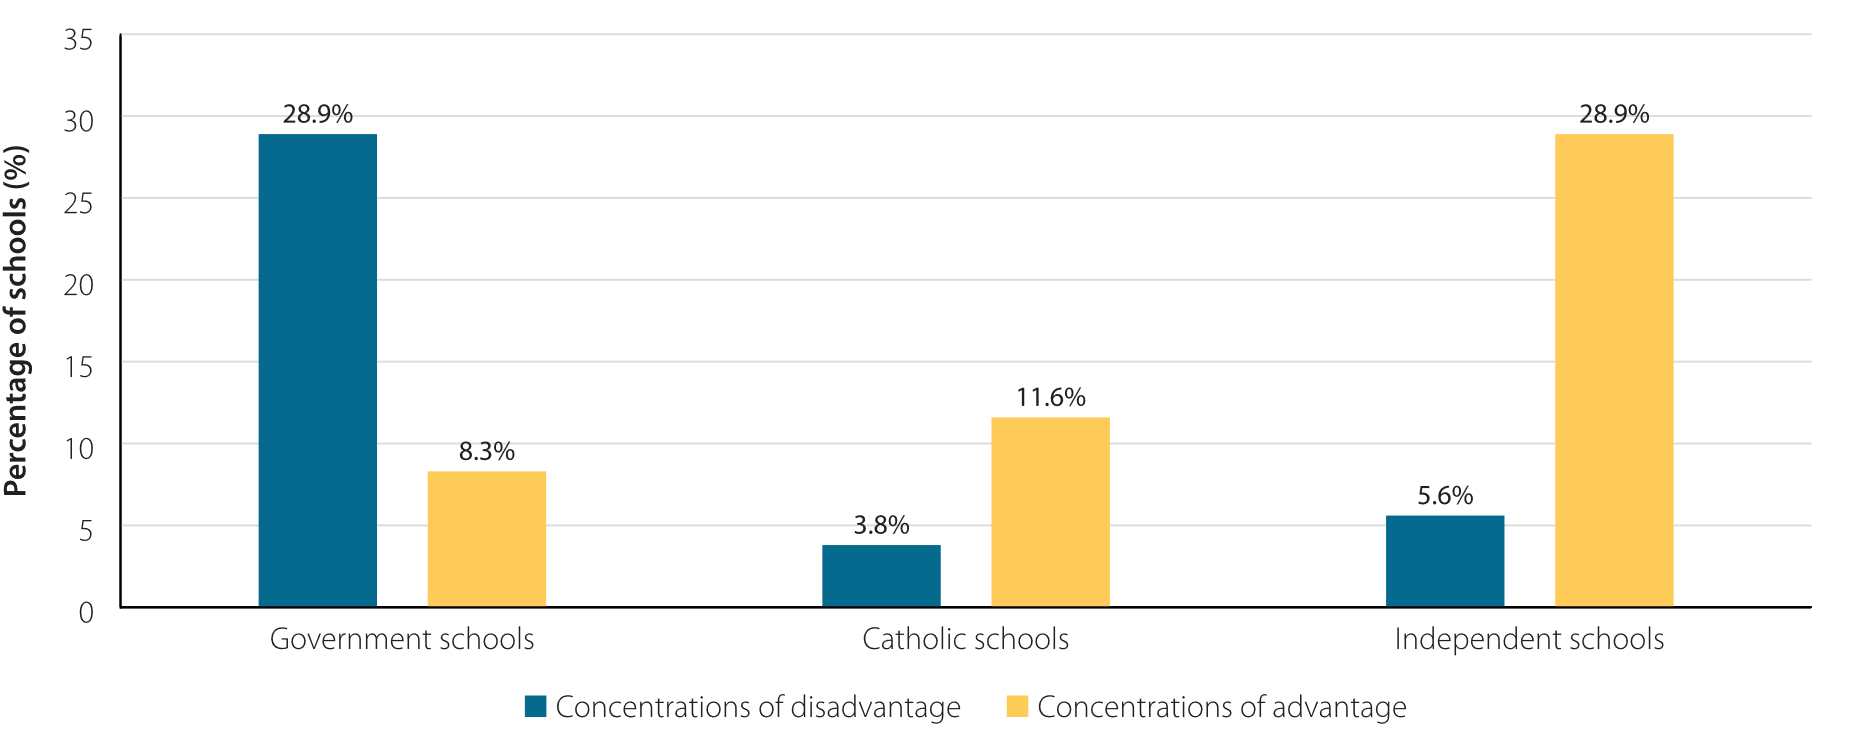 Percentage of schools (%)
35
30
25
20
15
10
5
0
28.9%
8.3%
3.8%
11.6%
5.6%
28.9%
Government schools
Catholic schools
Independent schools
Concentrations of disadvantage
Concentrations of advantage